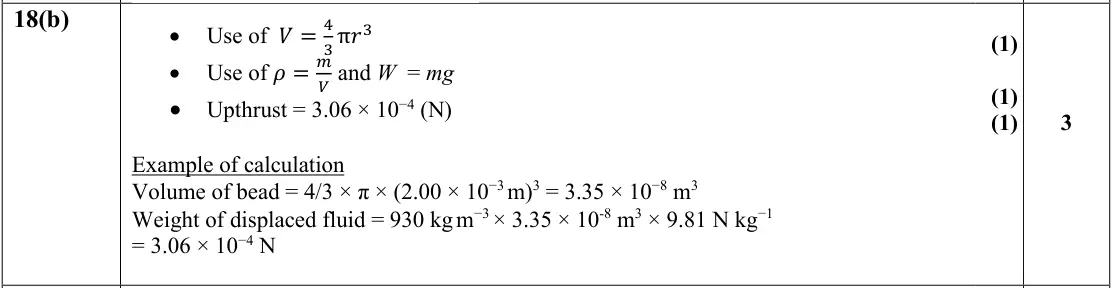 18(b)
• Use of V = 4/3 πr³ (1)
• Use of ρ = m/V and W = mg (1)
• Upthrust = 3.06 × 10⁻⁴ (N) (1) 3
Example of calculation
Volume of bead = 4/3 × π × (2.00 × 10⁻³ m)³ = 3.35 × 10⁻⁸ m³
Weight of displaced fluid = 930 kg m⁻³ × 3.35 × 10⁻⁸ m³ × 9.81 N kg⁻¹
= 3.06 × 10⁻⁴ N